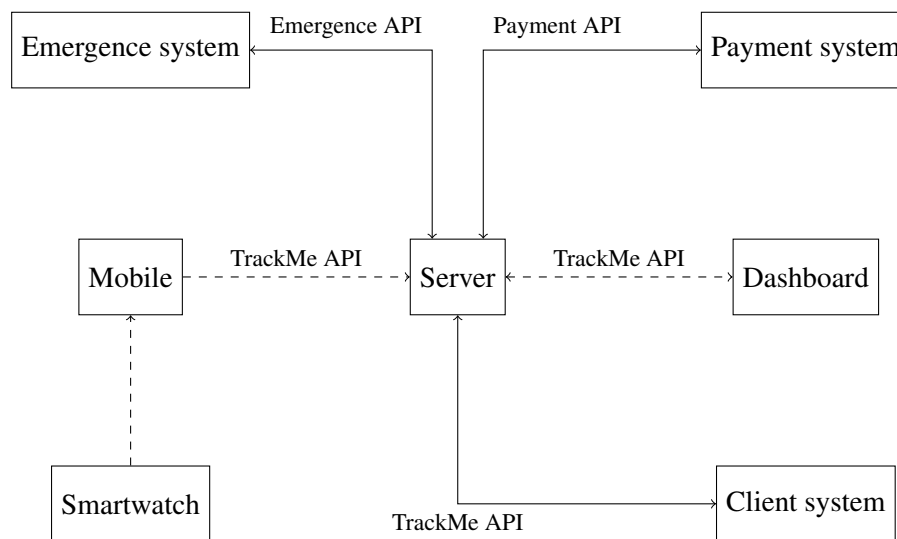 Emergence API
Payment API
Emergence system
Payment system
TrackMe API
TrackMe API
Mobile
Server
Dashboard
Smartwatch
Client system
TrackMe API